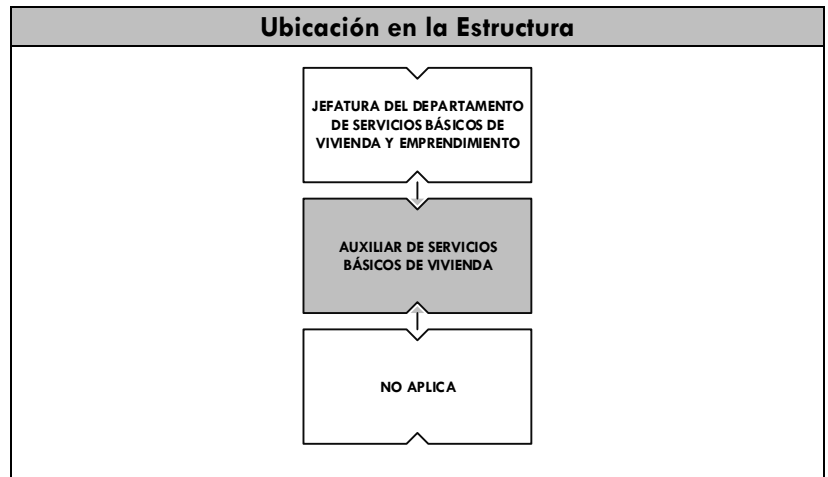 Ubicación en la Estructura
JEFATURA DEL DEPARTAMENTO
DE SERVICIOS BÁSICOS DE
VIVIENDA Y EMPRENDIMIENTO
AUXILIAR DE SERVICIOS
BÁSICOS DE VIVIENDA
NO APLICA